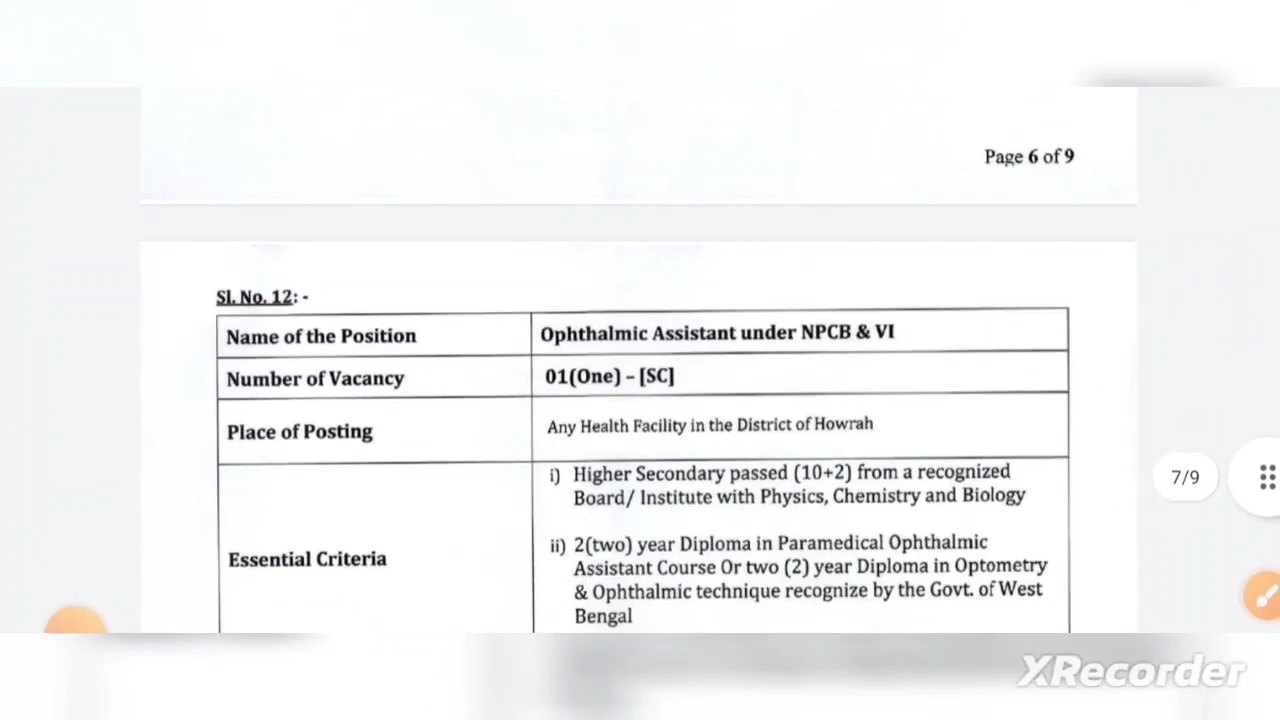 Page 6 of 9
Sl. No. 12: -
Name of the Position
Ophthalmic Assistant under NPCB & VI
Number of Vacancy
01(One) – [SC]
Place of Posting
Any Health Facility in the District of Howrah
Essential Criteria
i) Higher Secondary passed (10+2) from a recognized
Board/ Institute with Physics, Chemistry and Biology
ii) 2(two) year Diploma in Paramedical Ophthalmic
Assistant Course Or two (2) year Diploma in Optometry
& Ophthalmic technique recognize by the Govt. of West
Bengal
7/9
XRecorder